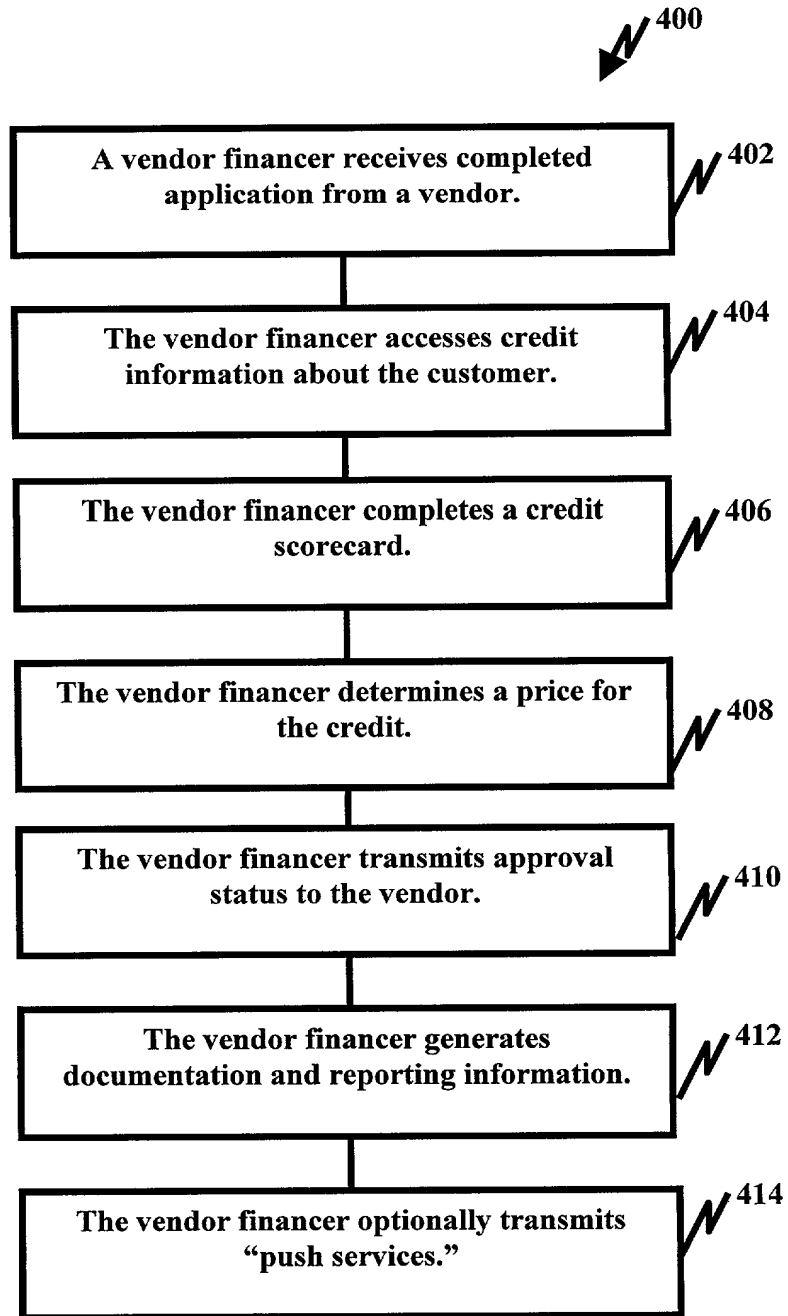 400
A vendor financer receives completed
application from a vendor.
402
The vendor financer accesses credit
information about the customer.
404
The vendor financer completes a credit
scorecard.
406
The vendor financer determines a price for
the credit.
408
The vendor financer transmits approval
status to the vendor.
410
The vendor financer generates
documentation and reporting information.
412
The vendor financer optionally transmits
“push services.”
414